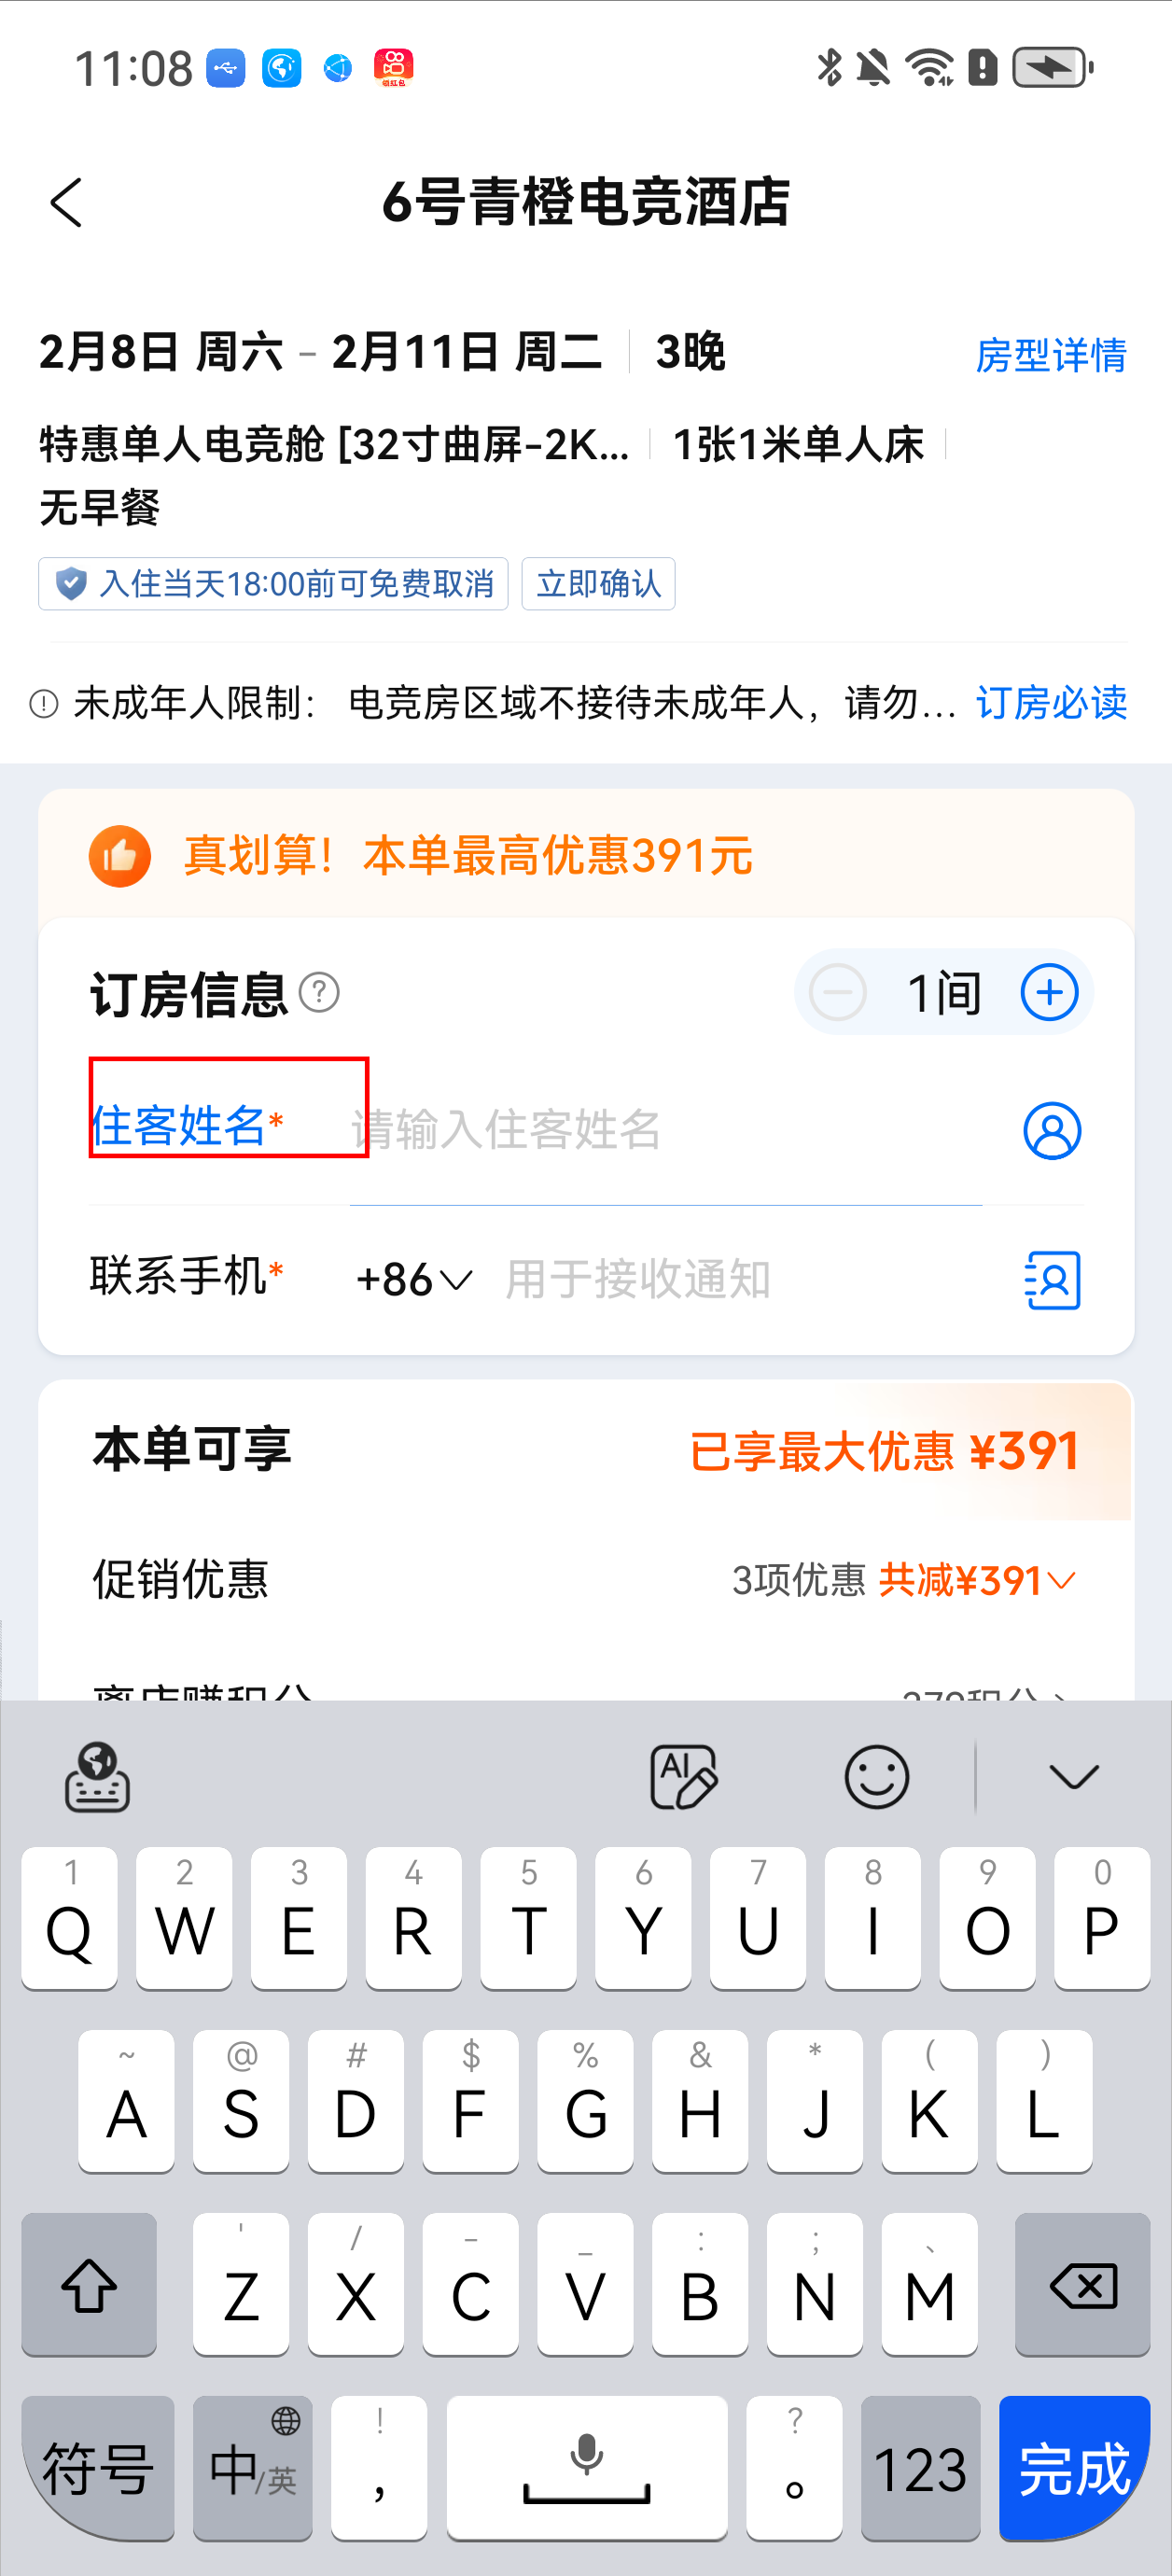 11:08
领红包
6号青橙电竞酒店
2月8日 周六 - 2月11日 周二 3晚 房型详情
特惠单人电竞舱 [32寸曲屏-2K... 1张1米单人床
无早餐
入住当天18:00前可免费取消 立即确认
未成年人限制： 电竞房区域不接待未成年人，请勿... 订房必读
真划算！本单最高优惠391元
订房信息 ? 1间
住客姓名* 请输入住客姓名
联系手机* +86 用于接收通知
本单可享 已享最大优惠 ¥391
促销优惠 3项优惠 共减¥391
AI
1 2 3 4 5 6 7 8 9 0
Q W E R T Y U I O P
~ @ # $ % & * ( )
A S D F G H J K L
' / - _ : ; 、
Z X C V B N M
符号 中/英 ! , ? 。 123 完成